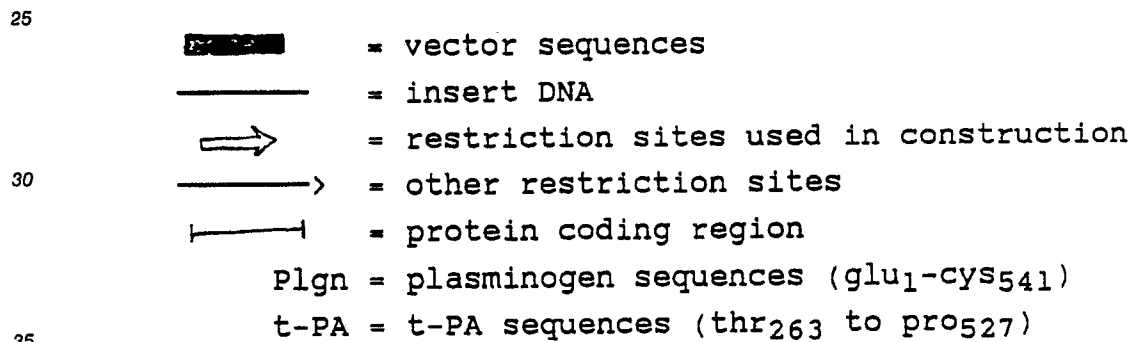 25
= vector sequences
= insert DNA
= restriction sites used in construction
30
= other restriction sites
= protein coding region
Plgn = plasminogen sequences (glu1-cys541)
t-PA = t-PA sequences (thr263 to pro527)
35